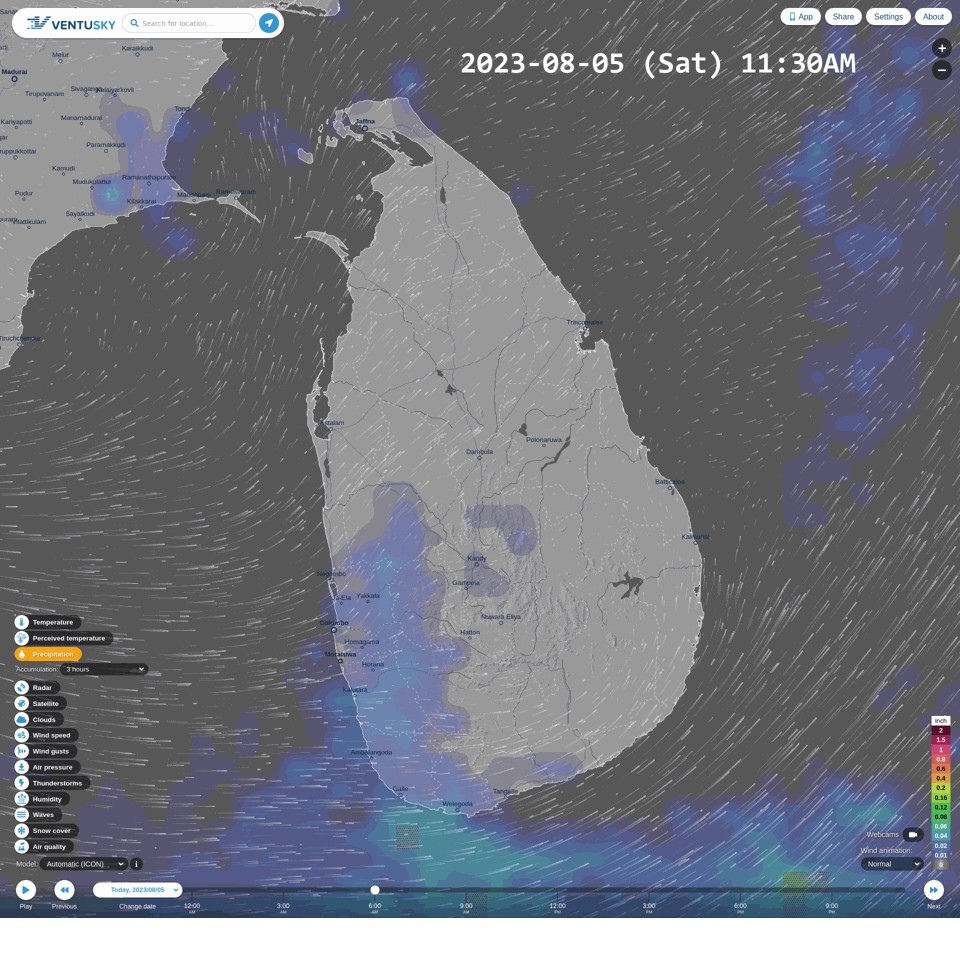 VENTUSKY
Search for location...
App
Share
Settings
About
2023-08-05 (Sat) 11:30AM
Karaikkudi
Melur
Madurai
Tirupuvanam
Manamadurai
Kariyapatti
Paramakkudi
Kamudi
Mudukulattur
Ramanathapuram
Pudur
Kilakkarai
Mandapam
Rameswaram
Sayalkudi
Jaffna
Trincomalee
Puttalam
Polonaruwa
Dambula
Batticaloa
Kalmunai
Kandy
Negombo
Gampola
Ja-Ela
Yakkala
Nuwara Eliya
Colombo
Hatton
Homagama
Moratuwa
Horana
Kalutara
Ambalangoda
Galle
Tangalle
Weligoda
Temperature
Perceived temperature
Precipitation
Accumulation: 3 hours
Radar
Satellite
Clouds
Wind speed
Wind gusts
Air pressure
Thunderstorms
Humidity
Waves
Snow cover
Air quality
Model: Automatic (ICON)
i
inch
2
1.5
1
0.8
0.6
0.4
0.2
0.16
0.12
0.08
0.06
0.04
0.02
0.01
0
Webcams
Wind animation:
Normal
Play
Previous
Today, 2023/08/05
Change date
12:00 AM
3:00 AM
6:00 AM
9:00 AM
12:00 PM
3:00 PM
6:00 PM
9:00 PM
Next